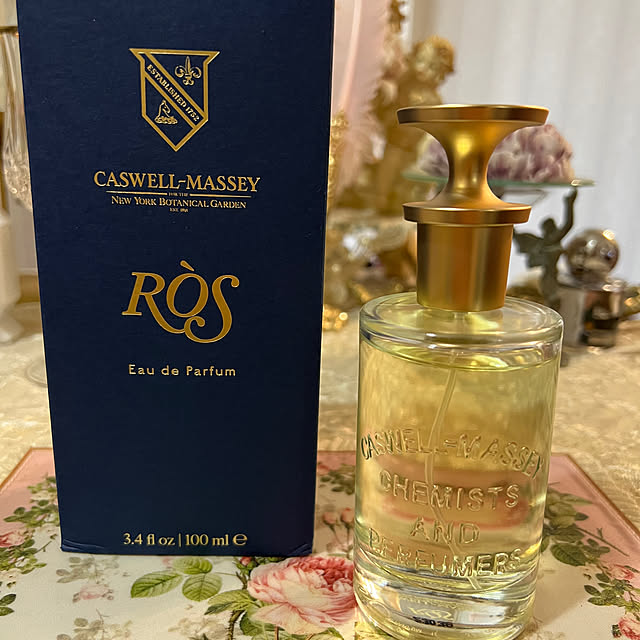 ESTABLISHED 1752
CASWELL-MASSEY
FOR THE
NEW YORK BOTANICAL GARDEN
EST. 1891
RÒS
Eau de Parfum
3.4 fl oz | 100 ml ℮
CASWELL-MASSEY
CHEMISTS
AND
PERFUMERS